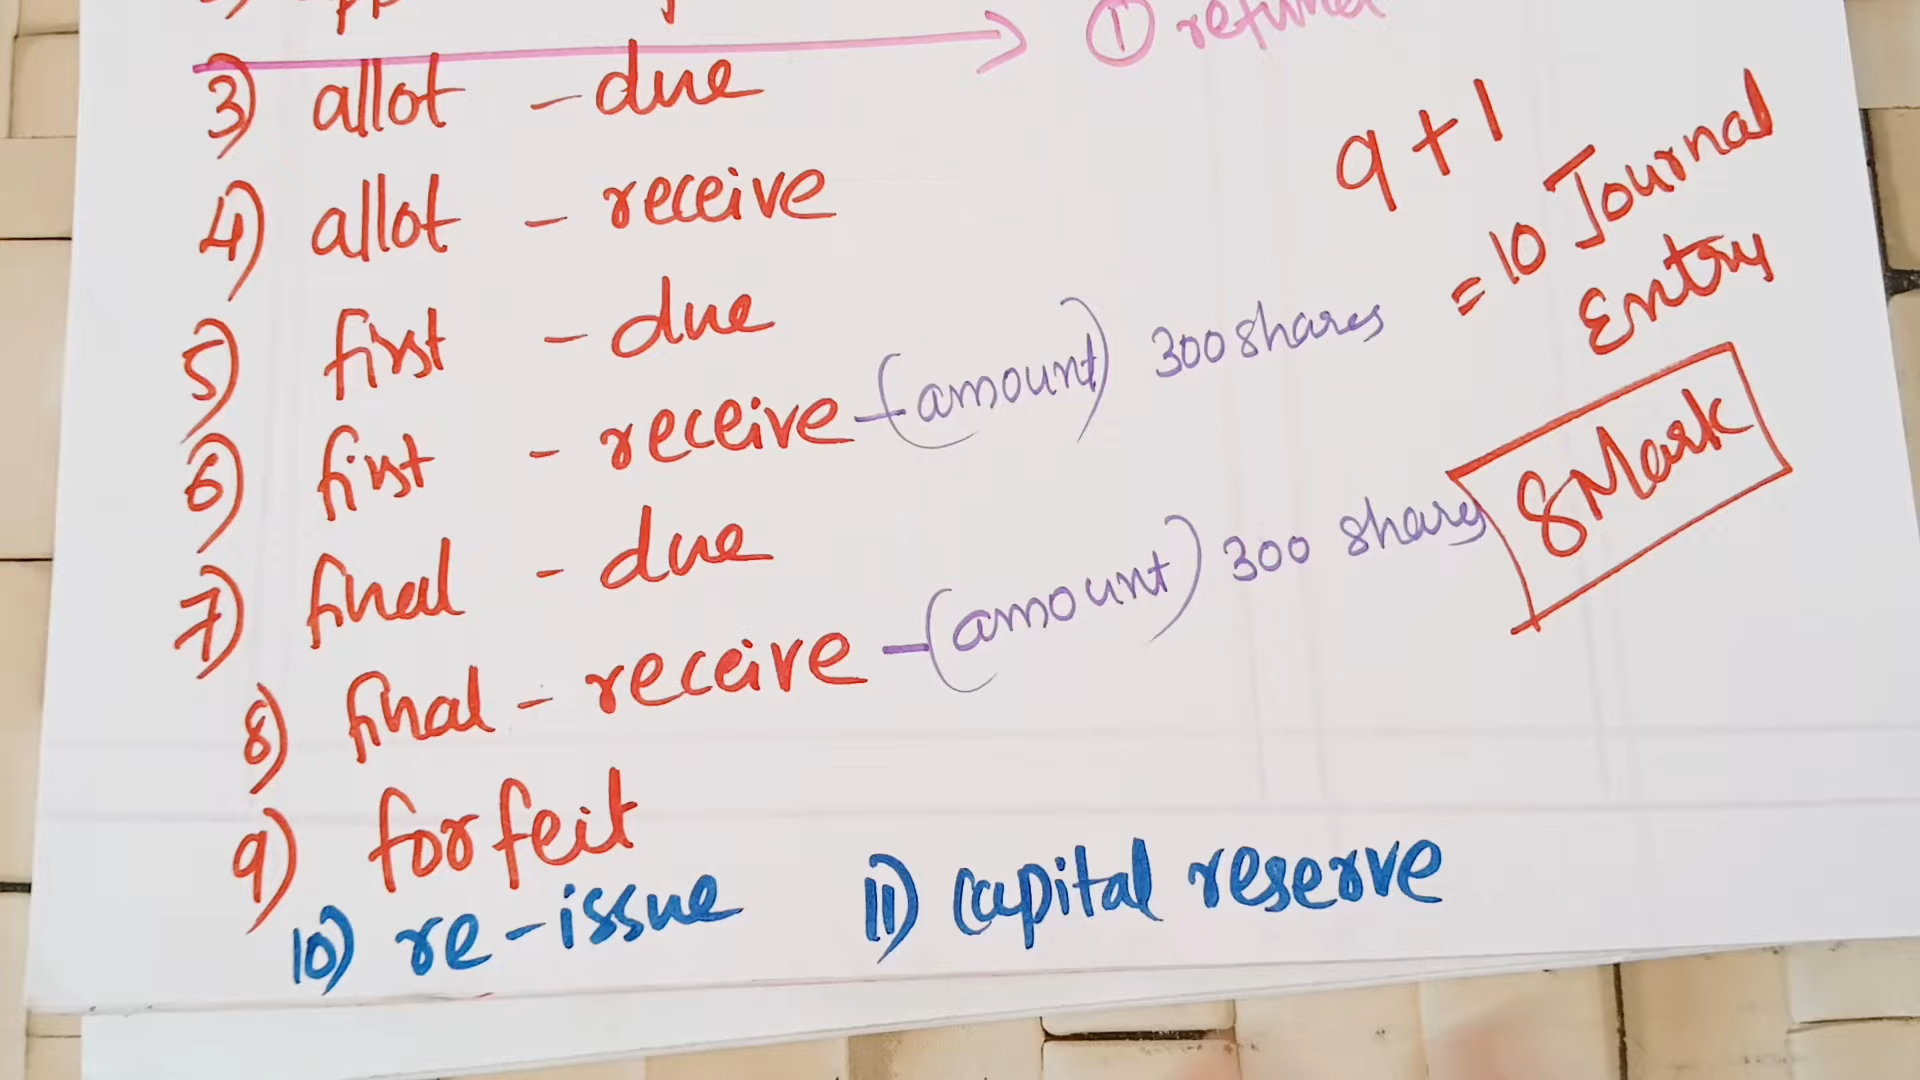 ① refund
3) allot - due
4) allot - receive
5) first - due
6) first - receive - (amount) 300 shares
7) final - due
8) final - receive - (amount) 300 shares
9) forfeit
10) re-issue
11) capital reserve
9 + 1
= 10 Journal
Entry
8 Mark